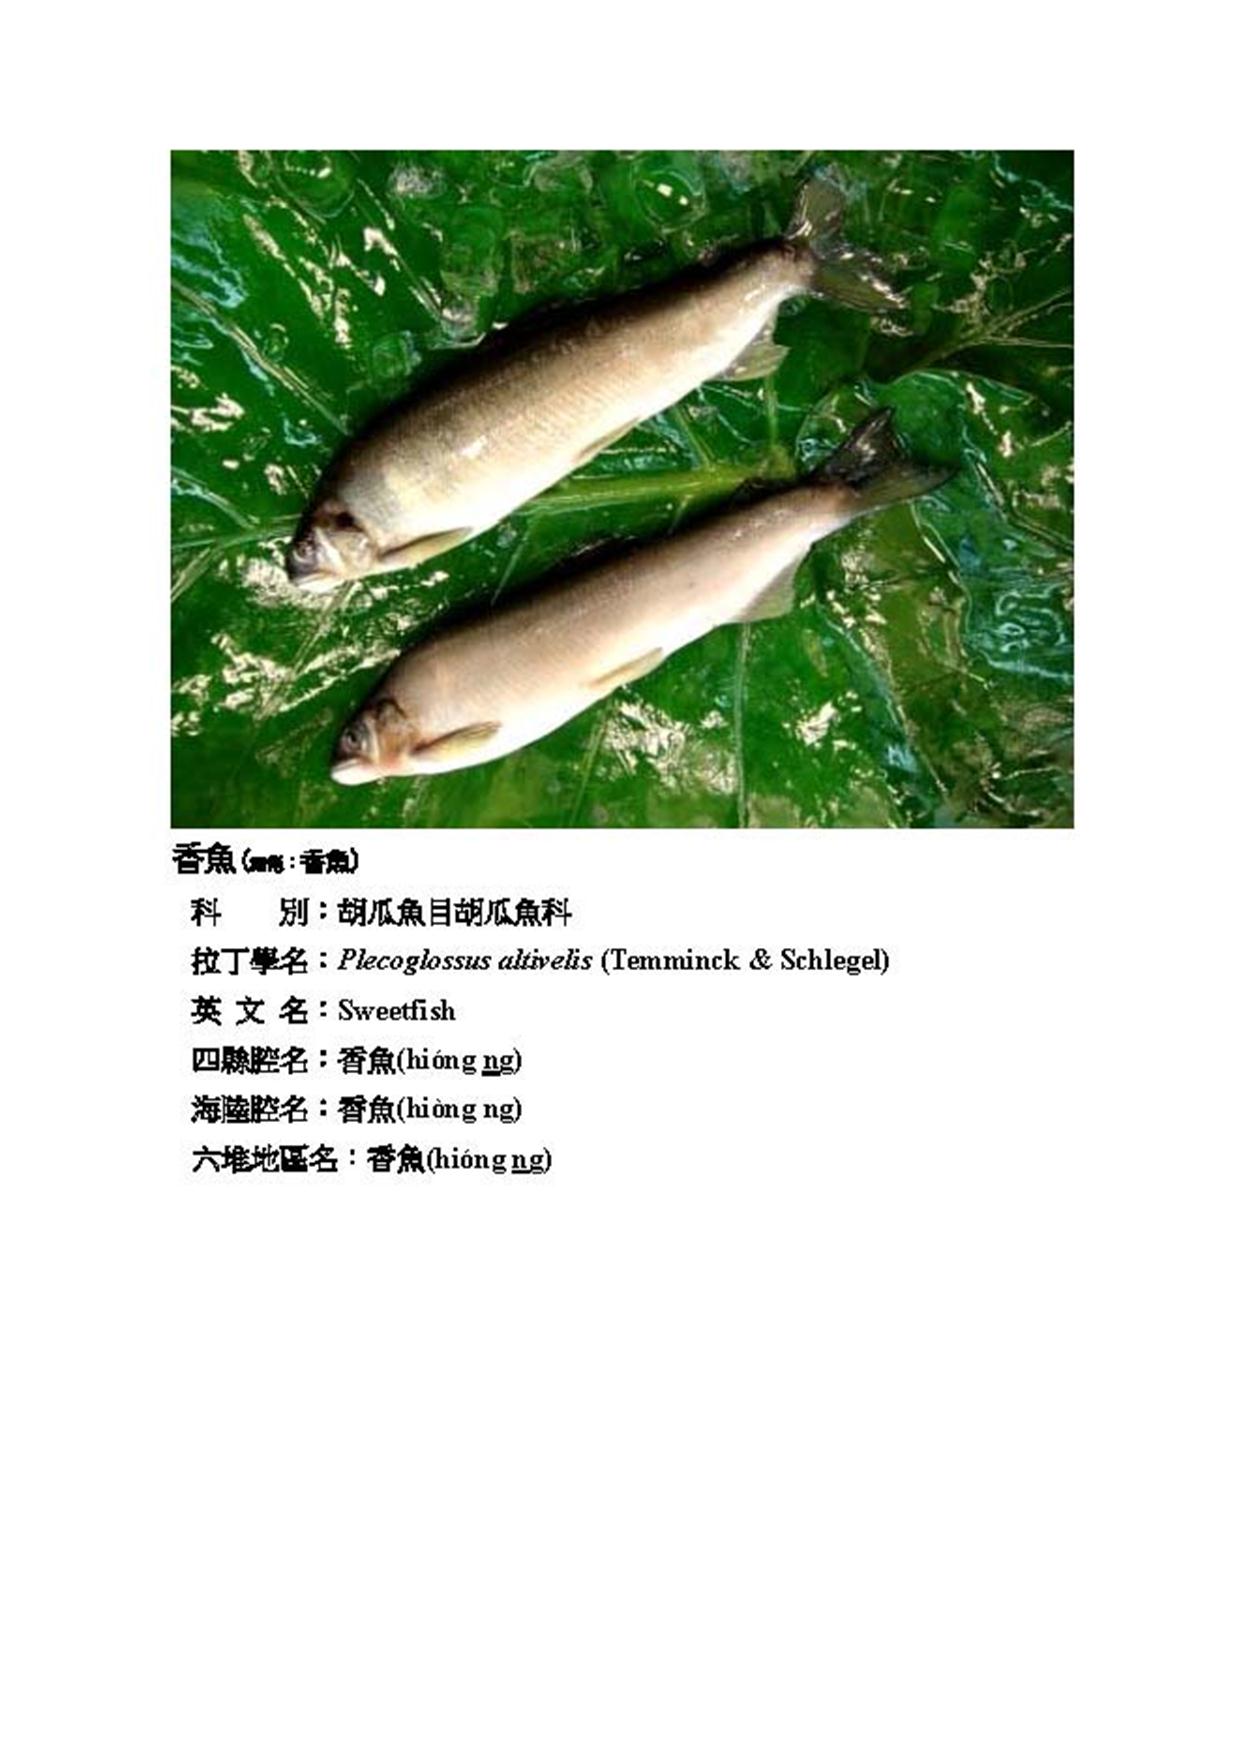 香魚(:香魚)
科 別：胡瓜魚目胡瓜魚科
拉丁學名：Plecoglossus altivelis (Temminck & Schlegel)
英 文 名：Sweetfish
四縣腔名：香魚(hióng ng)
海陸腔名：香魚(hiòng ng)
六堆地區名：香魚(hióng ng)